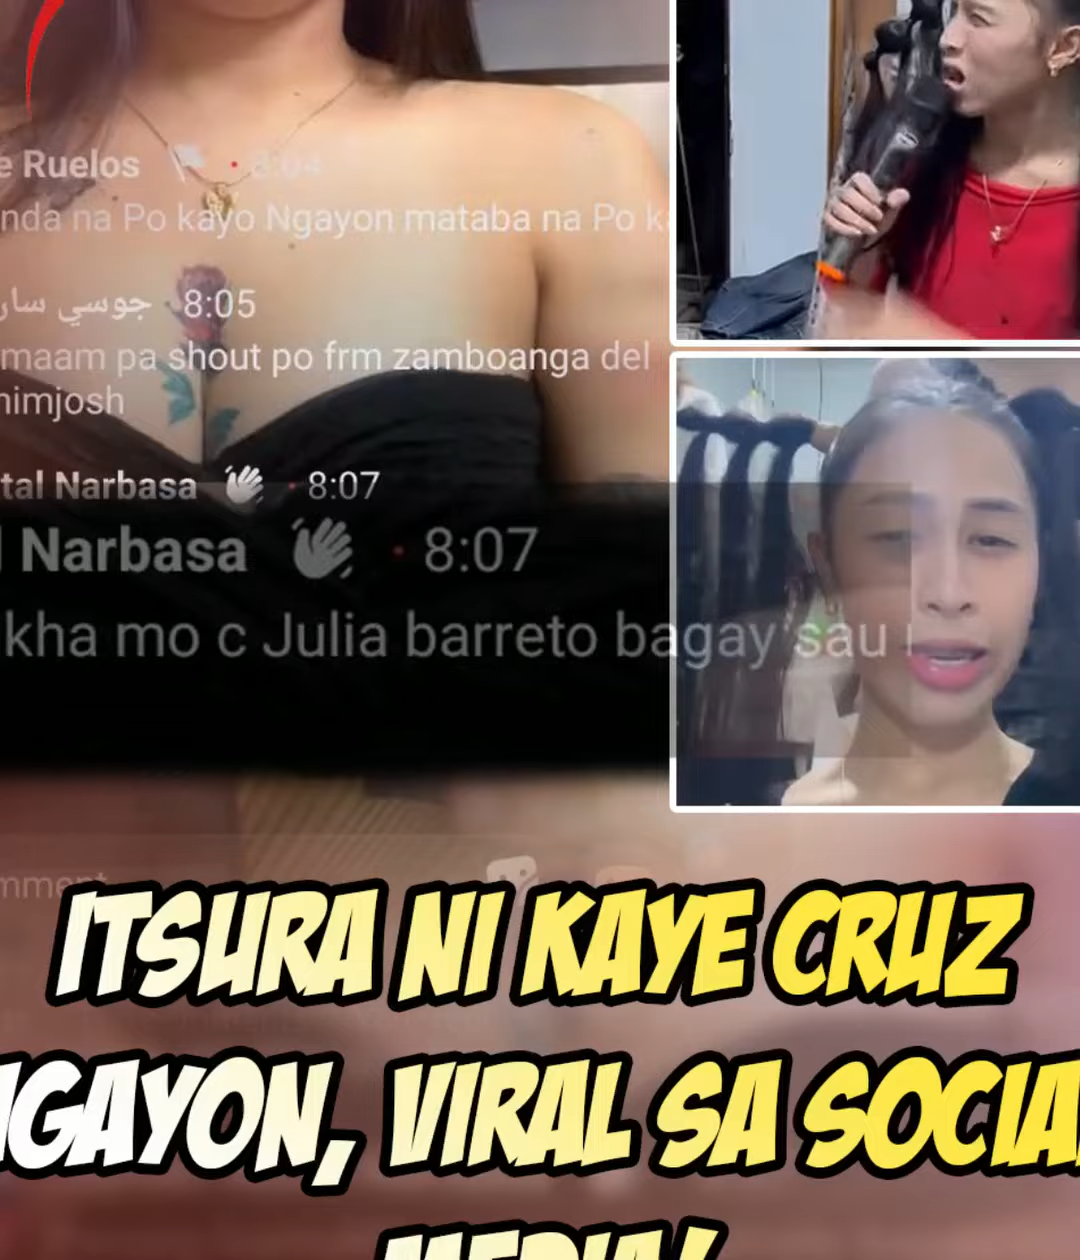 e Ruelos • 8:04
nda na Po kayo Ngayon mataba na Po k
جوسي سار 8:05
maam pa shout po frm zamboanga del
himjosh
tal Narbasa • 8:07
Narbasa • 8:07
kha mo c Julia barreto bagay sau
mment
ITSURA NI KAYE CRUZ
NGAYON, VIRAL SA SOCIAL
MEDIA!